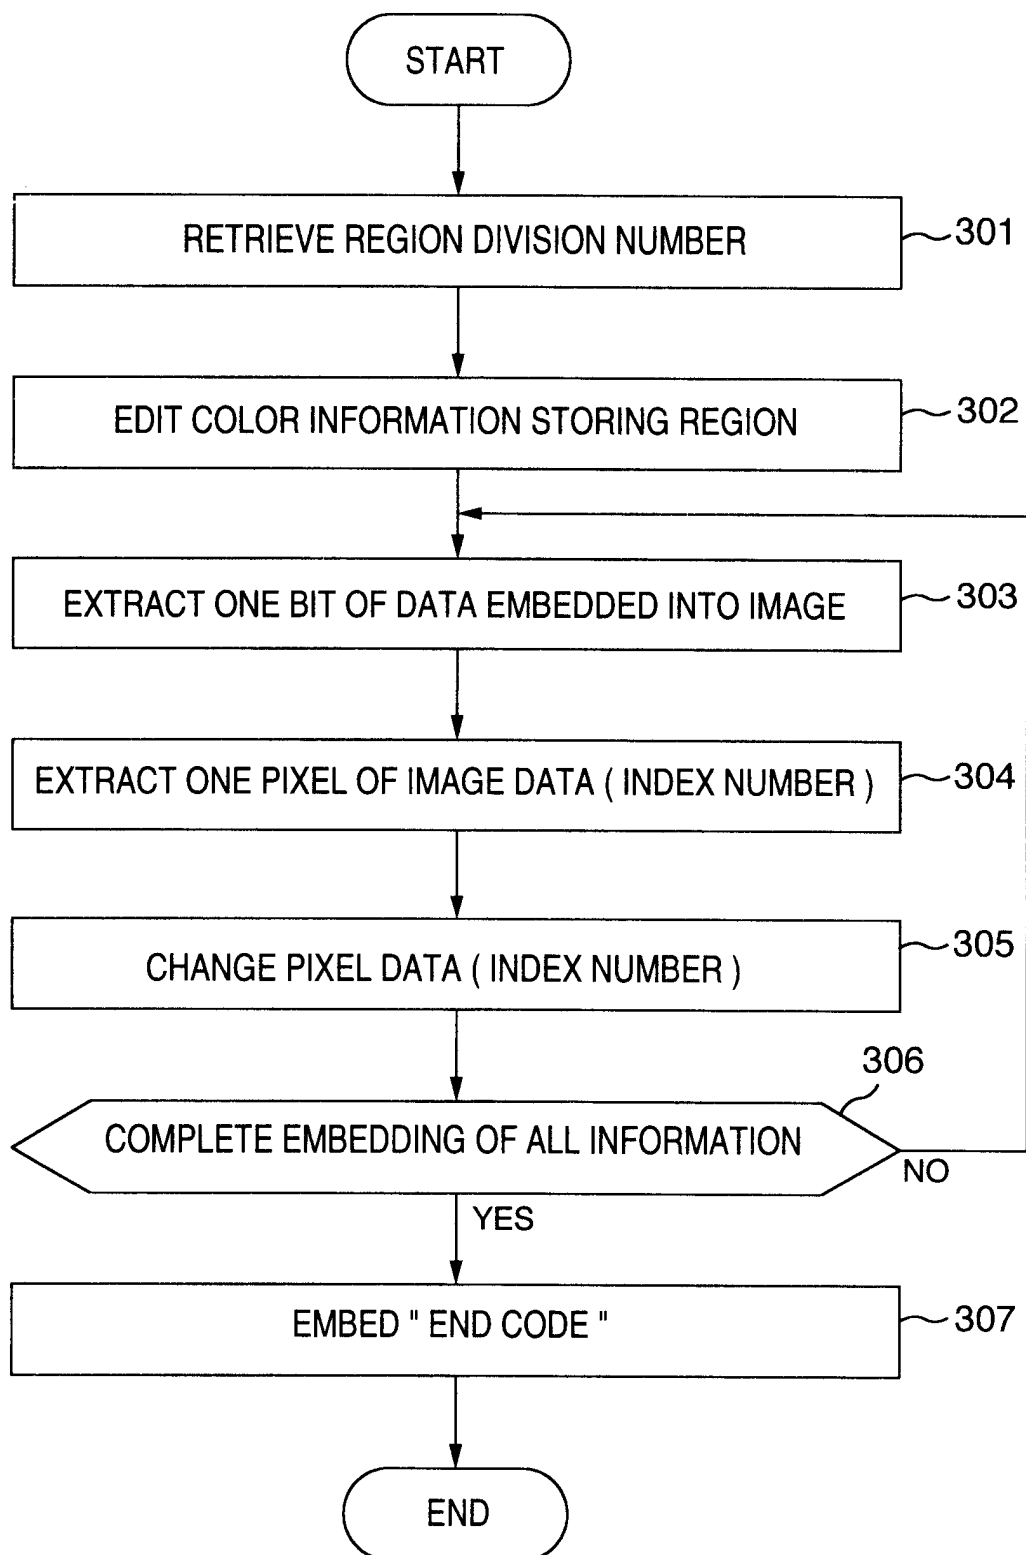 START
RETRIEVE REGION DIVISION NUMBER
301
EDIT COLOR INFORMATION STORING REGION
302
EXTRACT ONE BIT OF DATA EMBEDDED INTO IMAGE
303
EXTRACT ONE PIXEL OF IMAGE DATA ( INDEX NUMBER )
304
CHANGE PIXEL DATA ( INDEX NUMBER )
305
306
COMPLETE EMBEDDING OF ALL INFORMATION
NO
YES
EMBED " END CODE "
307
END